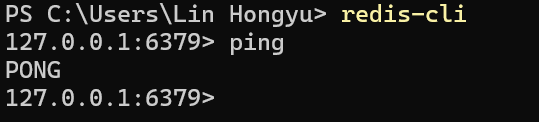 PS C:\Users\Lin Hongyu> redis-cli
127.0.0.1:6379> ping
PONG
127.0.0.1:6379>